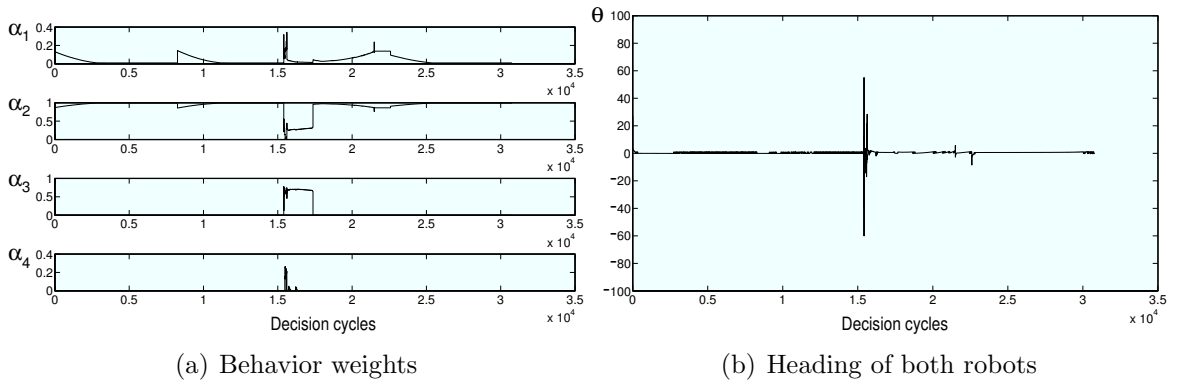 α1
0.4
0.2
0
0 0.5 1 1.5 2 2.5 3 3.5
x 10^4
α2
1
0.5
0
0 0.5 1 1.5 2 2.5 3 3.5
x 10^4
α3
1
0.5
0
0 0.5 1 1.5 2 2.5 3 3.5
x 10^4
α4
0.4
0.2
0
0 0.5 1 1.5 2 2.5 3 3.5
x 10^4
Decision cycles
(a) Behavior weights
θ
100
80
60
40
20
0
-20
-40
-60
-80
-100
0 0.5 1 1.5 2 2.5 3 3.5
x 10^4
Decision cycles
(b) Heading of both robots